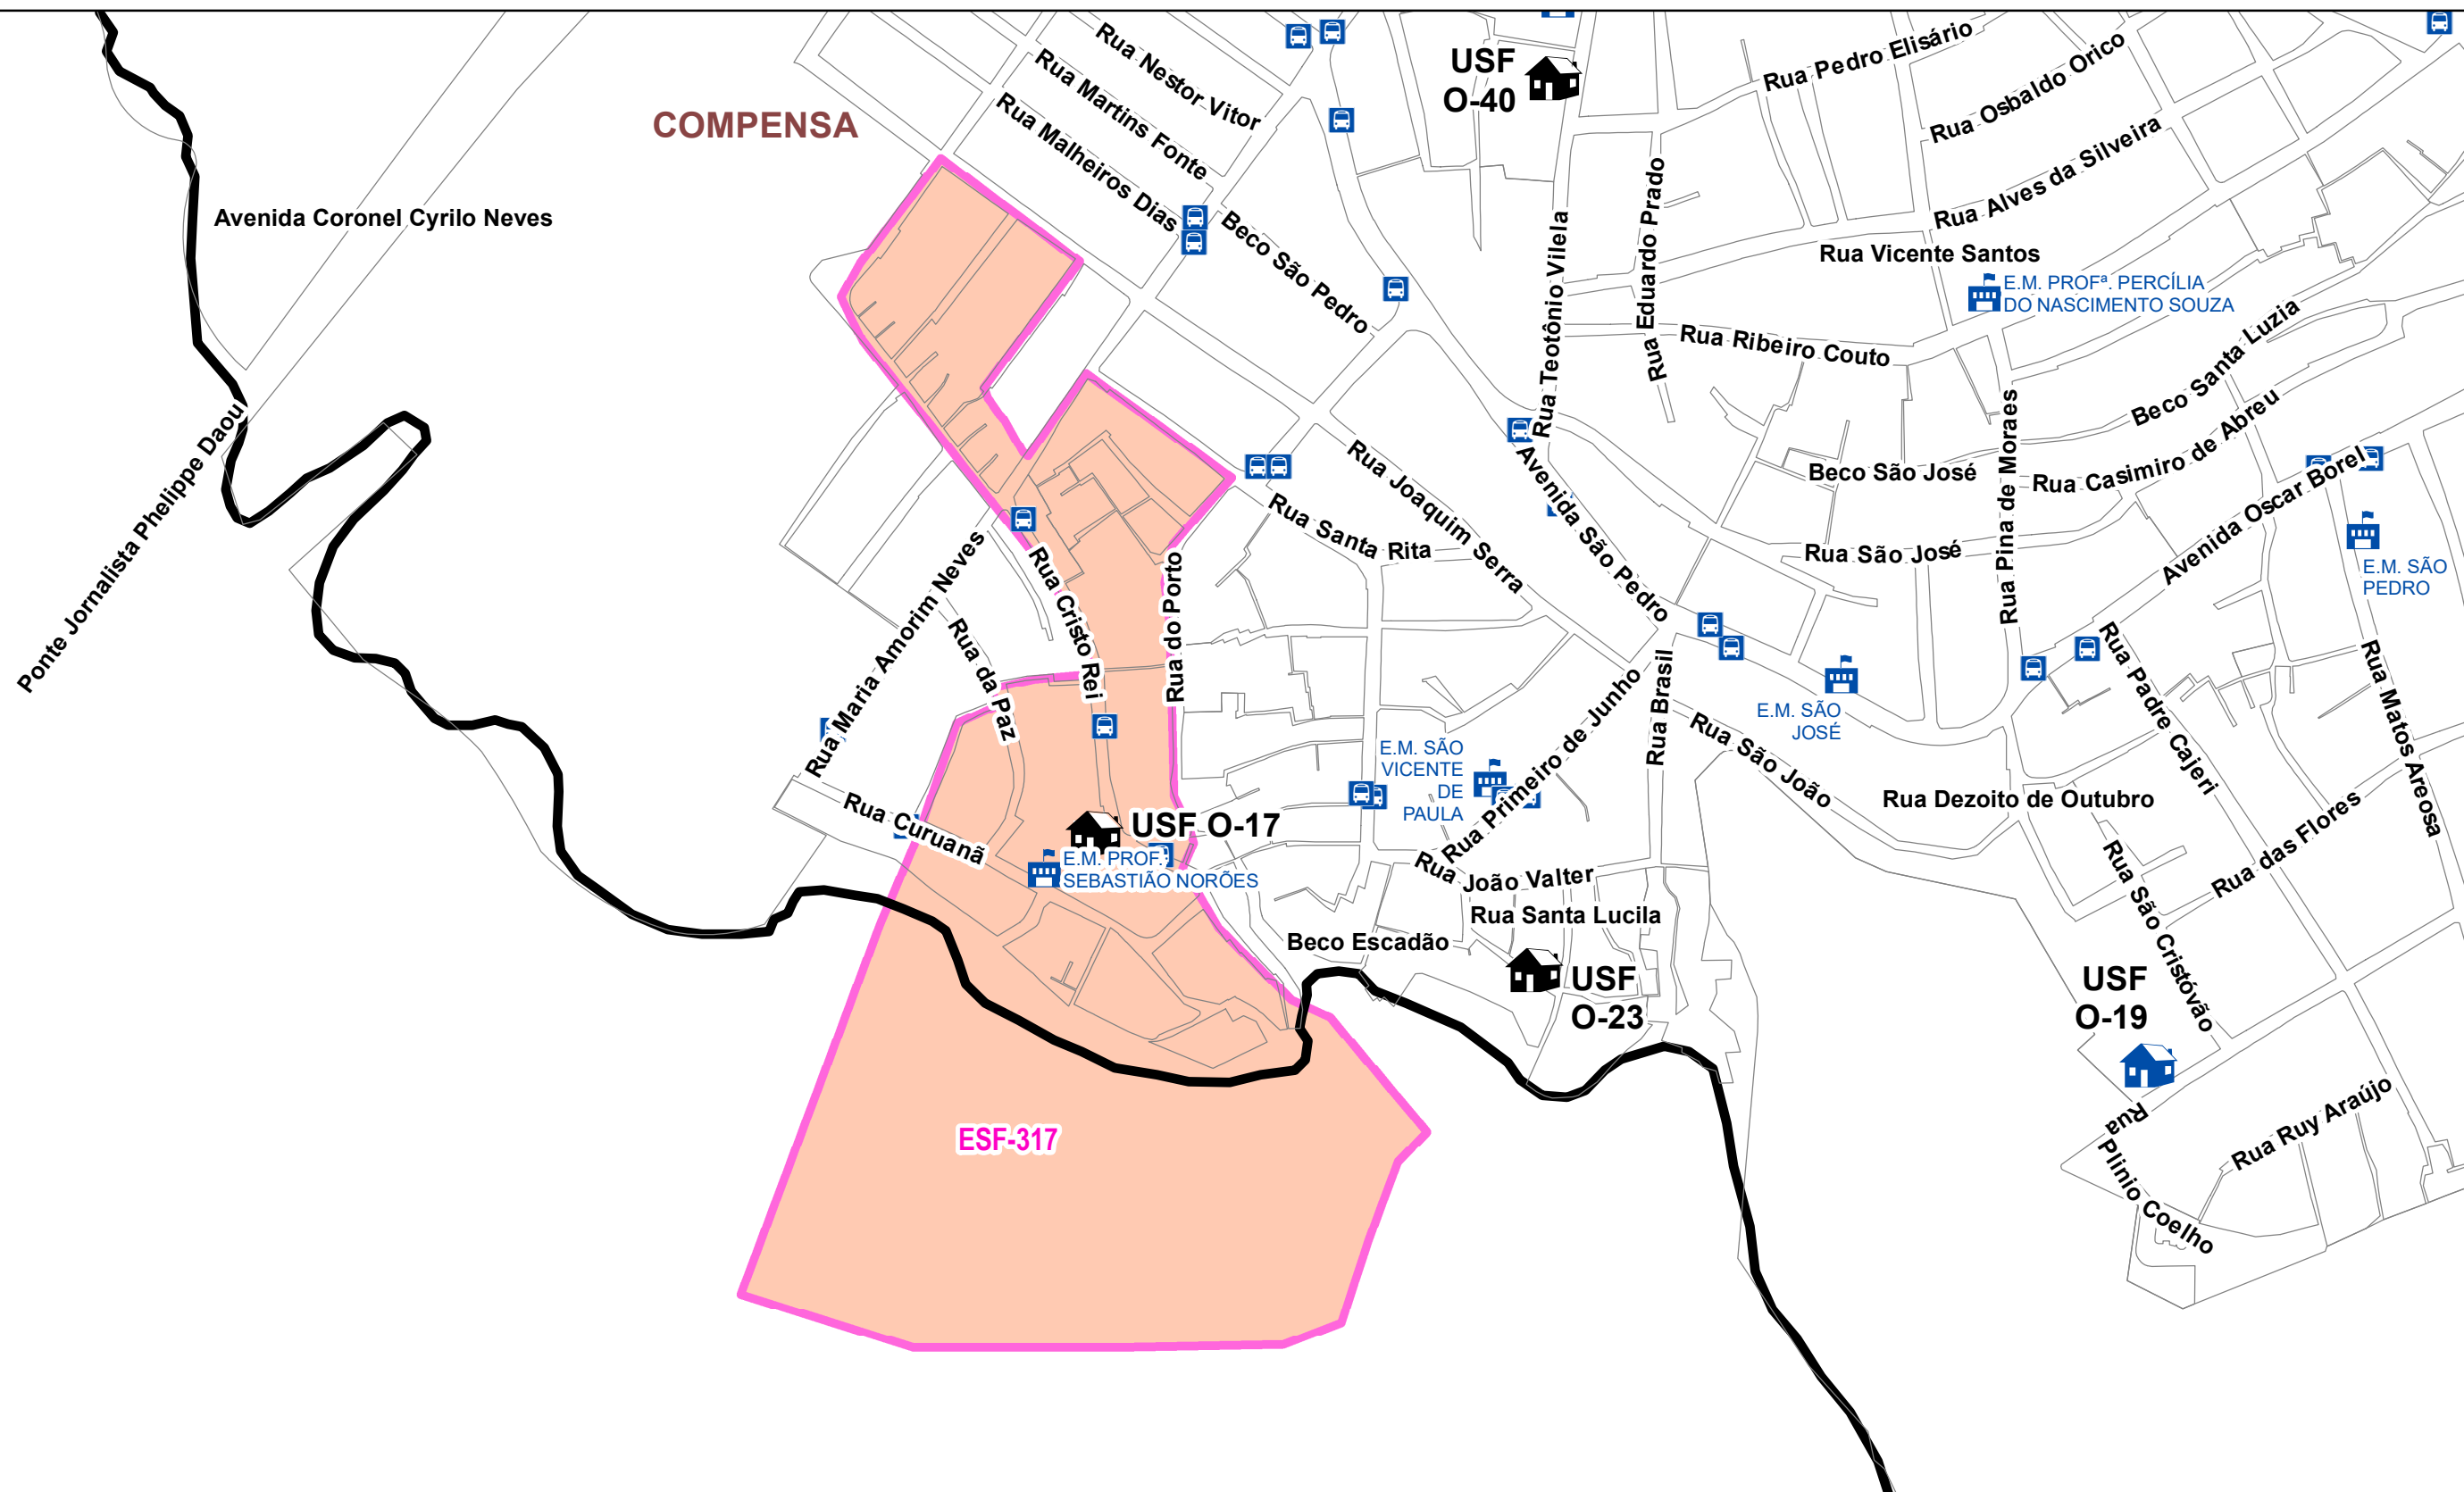 Rua Nestor Vitor
Rua Martins Fonte
Rua Malheiros Dias
COMPENSA
USF
O-40
Rua Pedro Elisário
Rua Osbaldo Orico
Rua Alves da Silveira
Avenida Coronel Cyrilo Neves
Beco São Pedro
Rua Teotônio Vilela
Rua Eduardo Prado
Rua Vicente Santos
E.M. PROFª. PERCÍLIA
DO NASCIMENTO SOUZA
Rua Ribeiro Couto
Beco Santa Luzia
Ponte Jornalista Phelippe Daou
Rua Joaquim Serra
Avenida São Pedro
Beco São José
Rua Pina de Moraes
Rua Casimiro de Abreu
Avenida Oscar Borel
Rua Santa Rita
Rua São José
E.M. SÃO
PEDRO
Rua Maria Amorim Neves
Rua da Paz
Rua Cristo Rei
Rua do Porto
Rua Brasil
E.M. SÃO
JOSÉ
Rua Padre Cajeri
Rua Matos Areosa
E.M. SÃO
VICENTE
DE
PAULA
Rua Primeiro de Junho
Rua São João
Rua Dezoito de Outubro
Rua Curuanã
USF O-17
E.M. PROF.
SEBASTIÃO NORÕES
Rua João Valter
Rua das Flores
Rua São Cristóvão
Rua Santa Lucila
Beco Escadão
USF
O-23
USF
O-19
ESF-317
Rua
Plinio Coelho
Rua Ruy Araújo